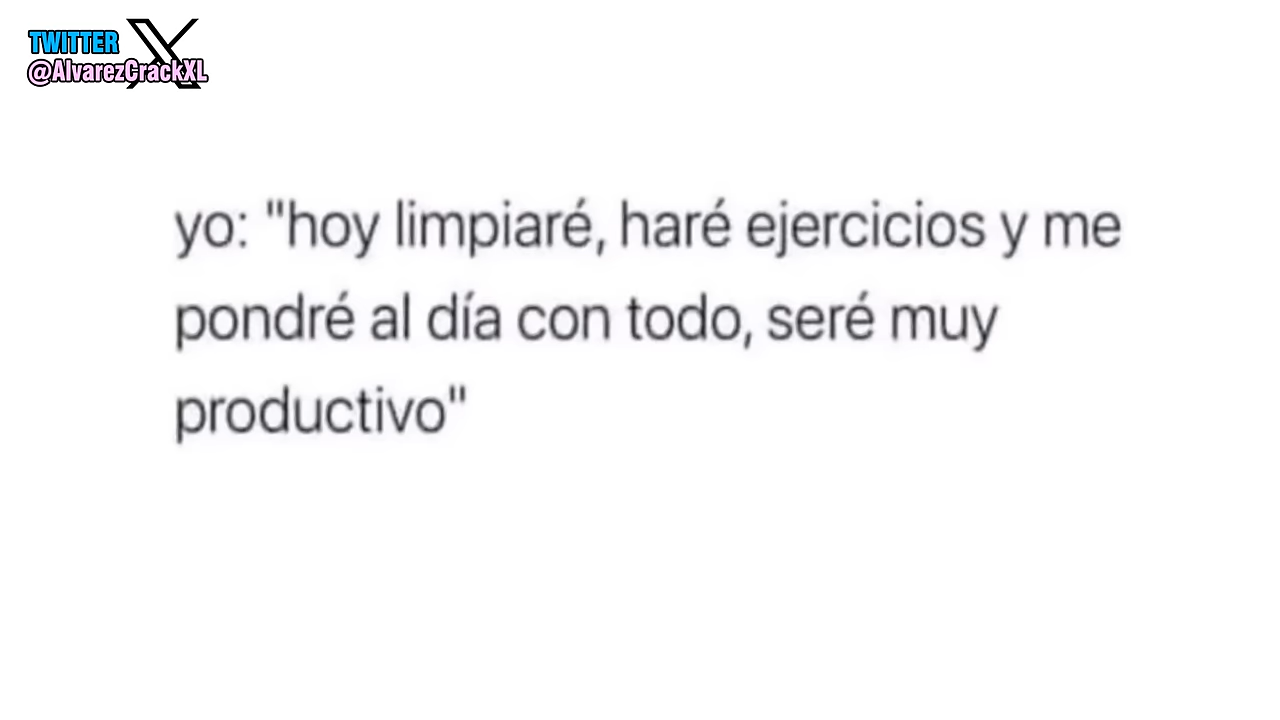 TWITTER
@AlvarezCrackXL
yo: "hoy limpiaré, haré ejercicios y me
pondré al día con todo, seré muy
productivo"